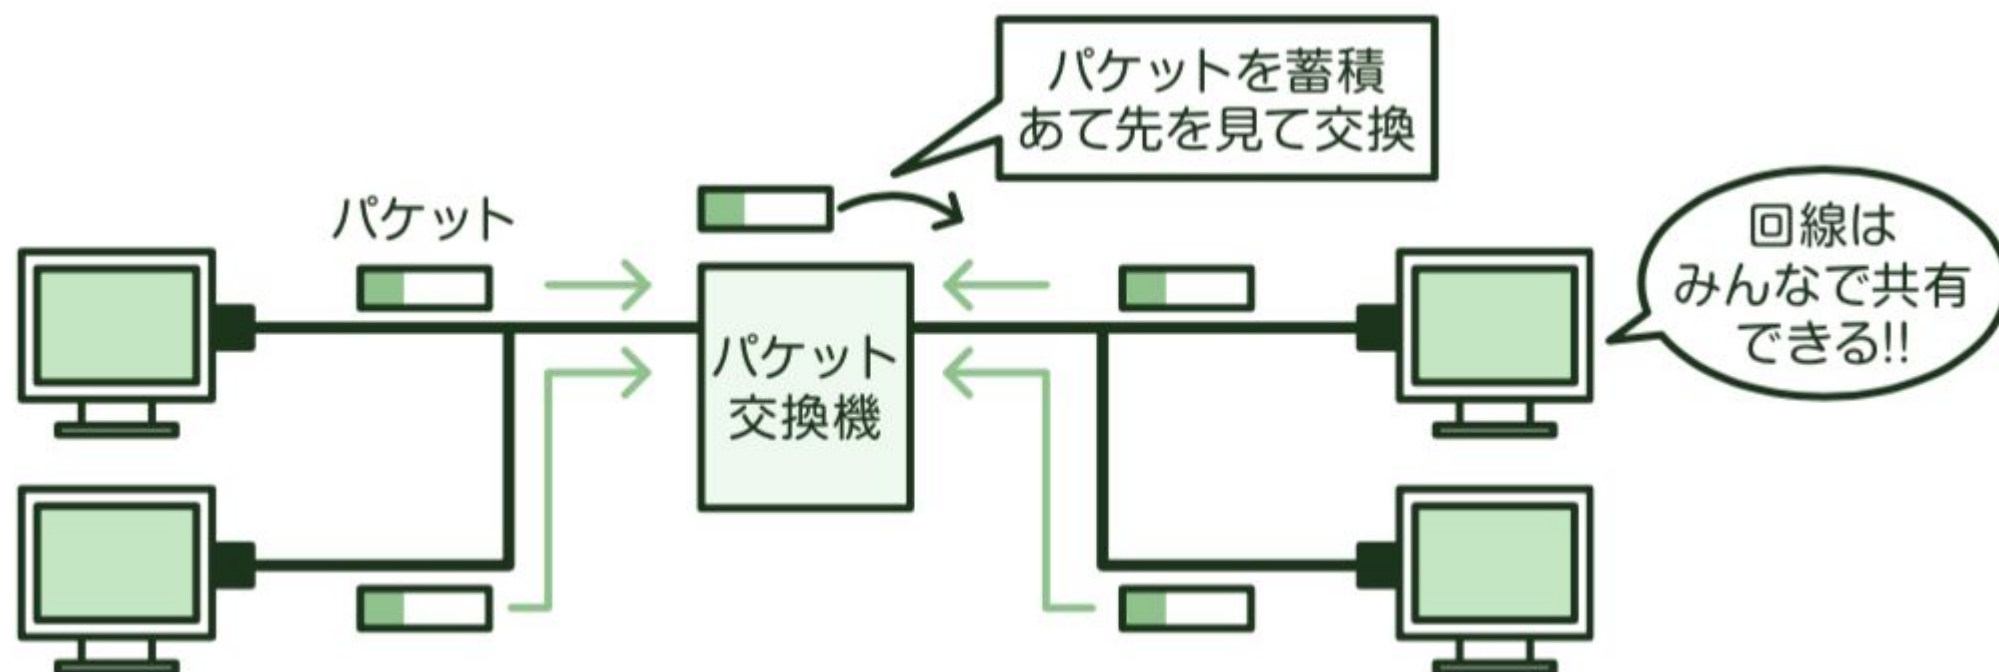 パケットを蓄積
あて先を見て交換
パケット
回線は
みんなで共有
できる!!
パケット
交換機